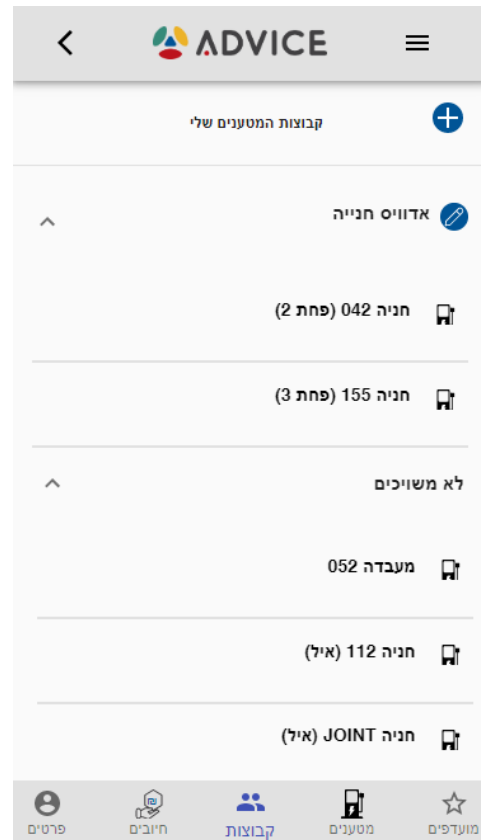 ADVICE
קבוצות המטענים שלי
אדוויס חנייה
חניה 042 (פחת 2)
חניה 155 (פחת 3)
לא משויכים
מעבדה 052
חניה 112 (איל)
חניה JOINT (איל)
מועדפים
מטענים
קבוצות
חיובים
פרטים